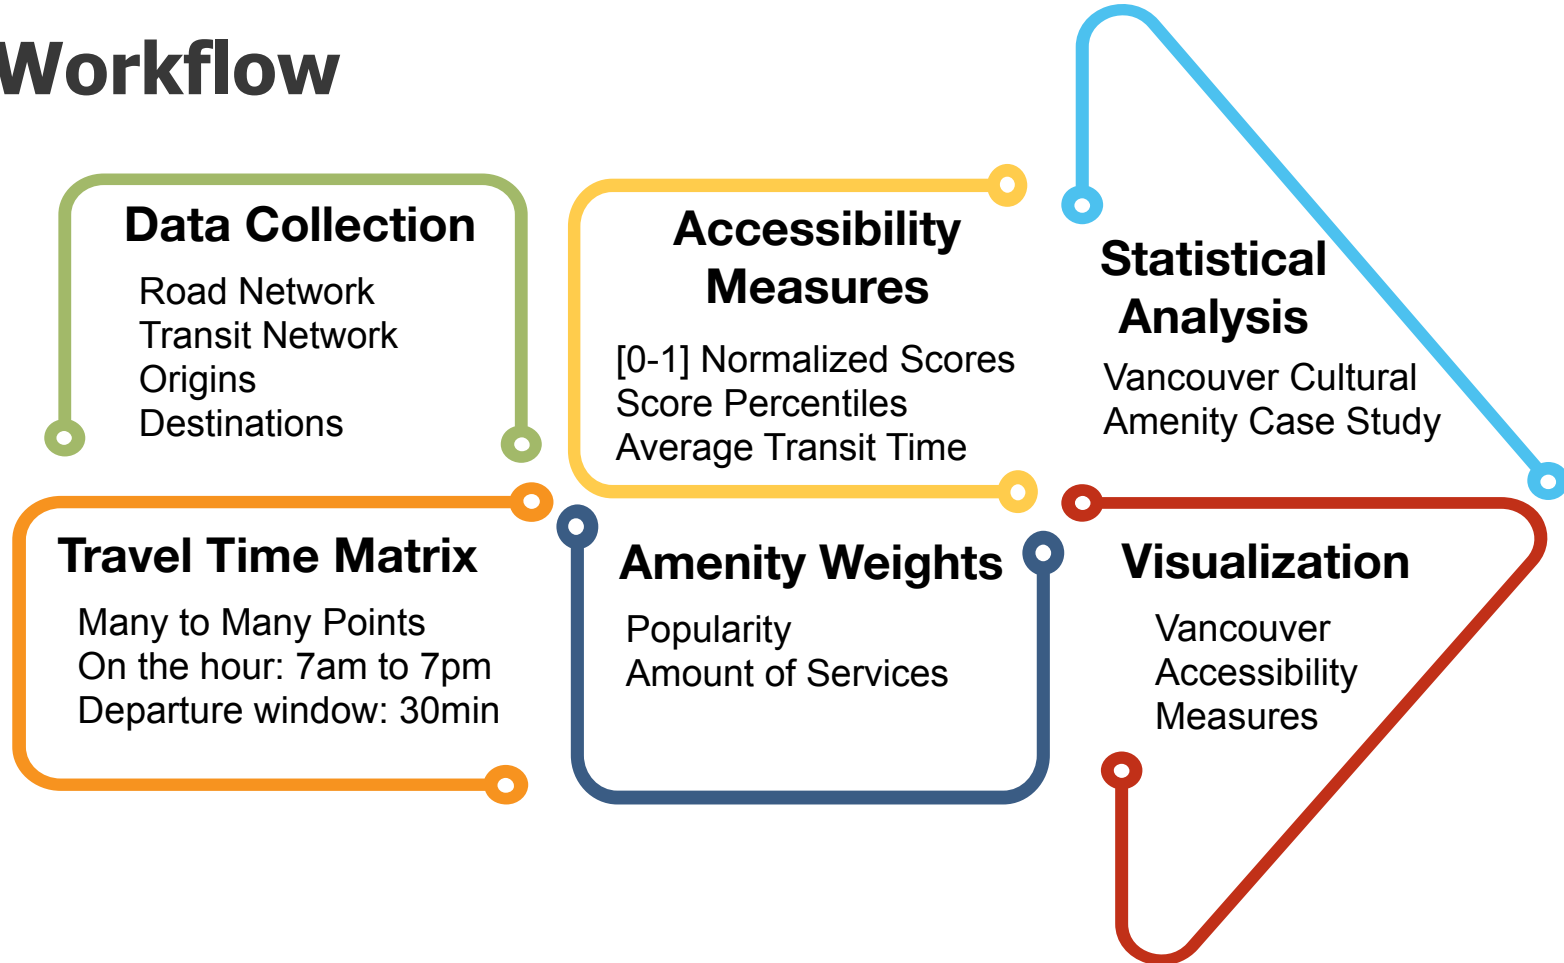 Workflow
Data Collection
Road Network
Transit Network
Origins
Destinations
Travel Time Matrix
Many to Many Points
On the hour: 7am to 7pm
Departure window: 30min
Accessibility
Measures
[0-1] Normalized Scores
Score Percentiles
Average Transit Time
Amenity Weights
Popularity
Amount of Services
Statistical
Analysis
Vancouver Cultural
Amenity Case Study
Visualization
Vancouver
Accessibility
Measures